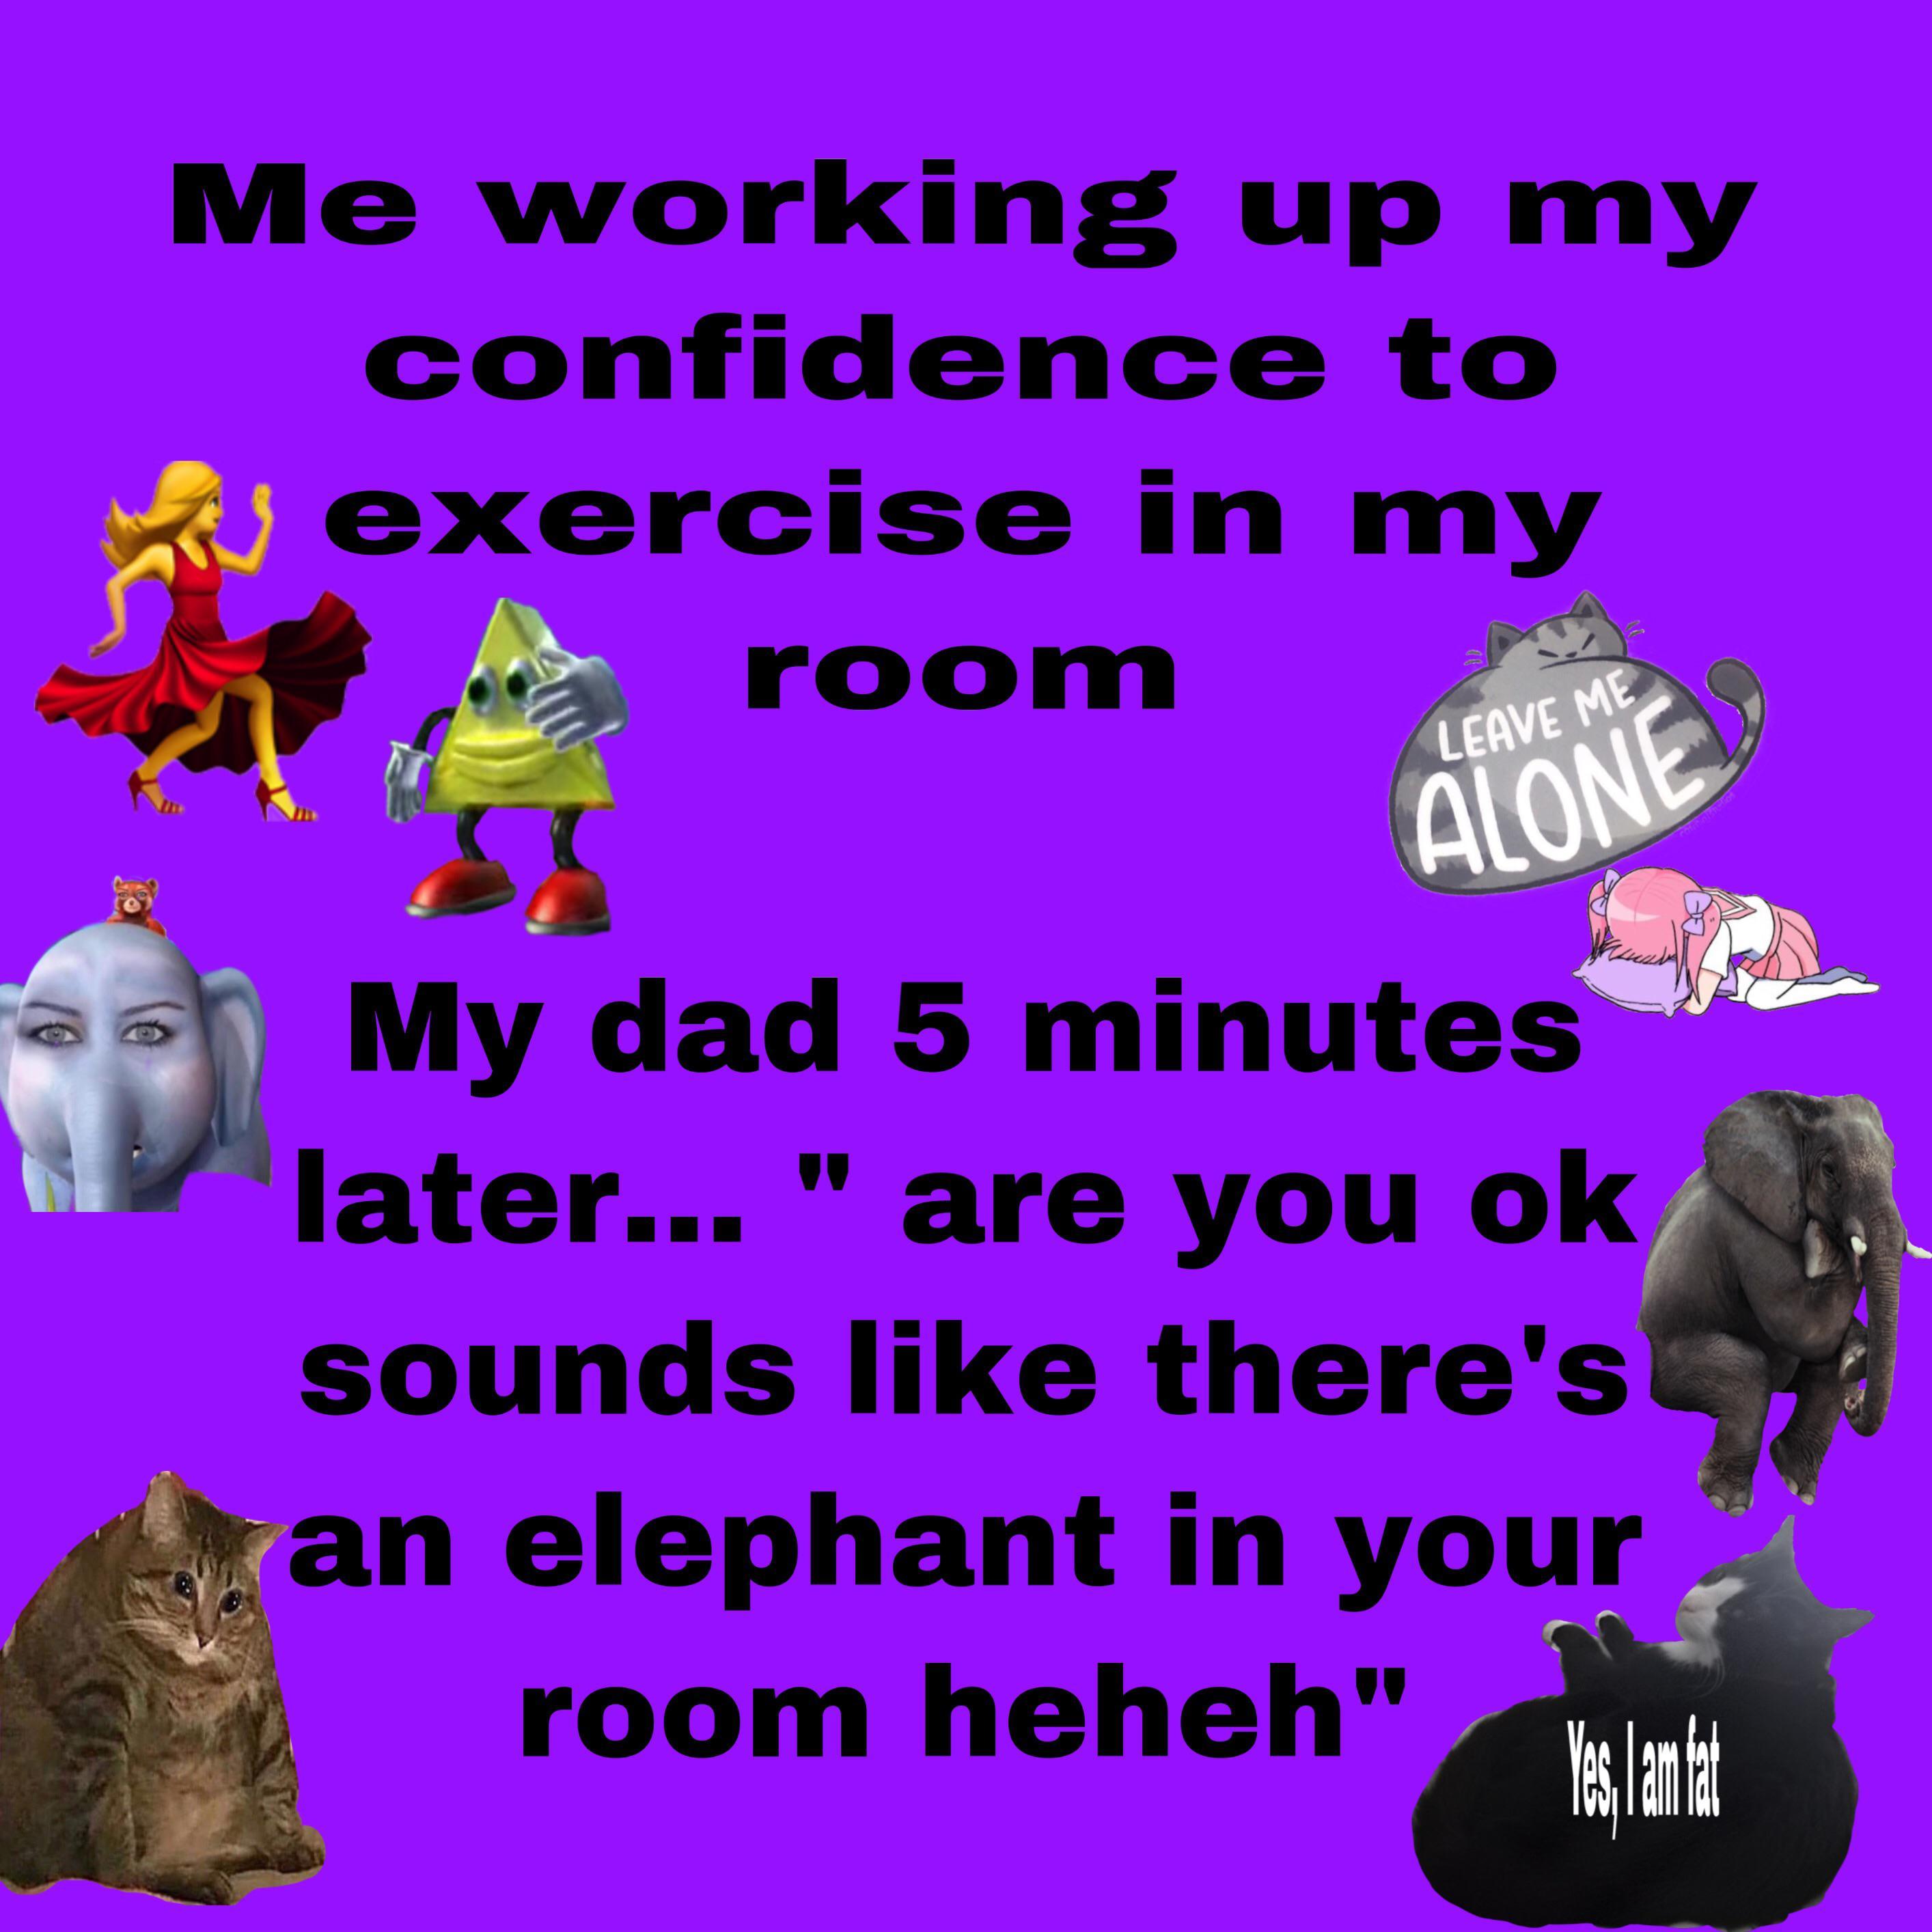 Me working up my
confidence to
exercise in my
room
LEAVE ME
ALONE
My dad 5 minutes
later... " are you ok
sounds like there's
an elephant in your
room heheh"
Yes, I am fat